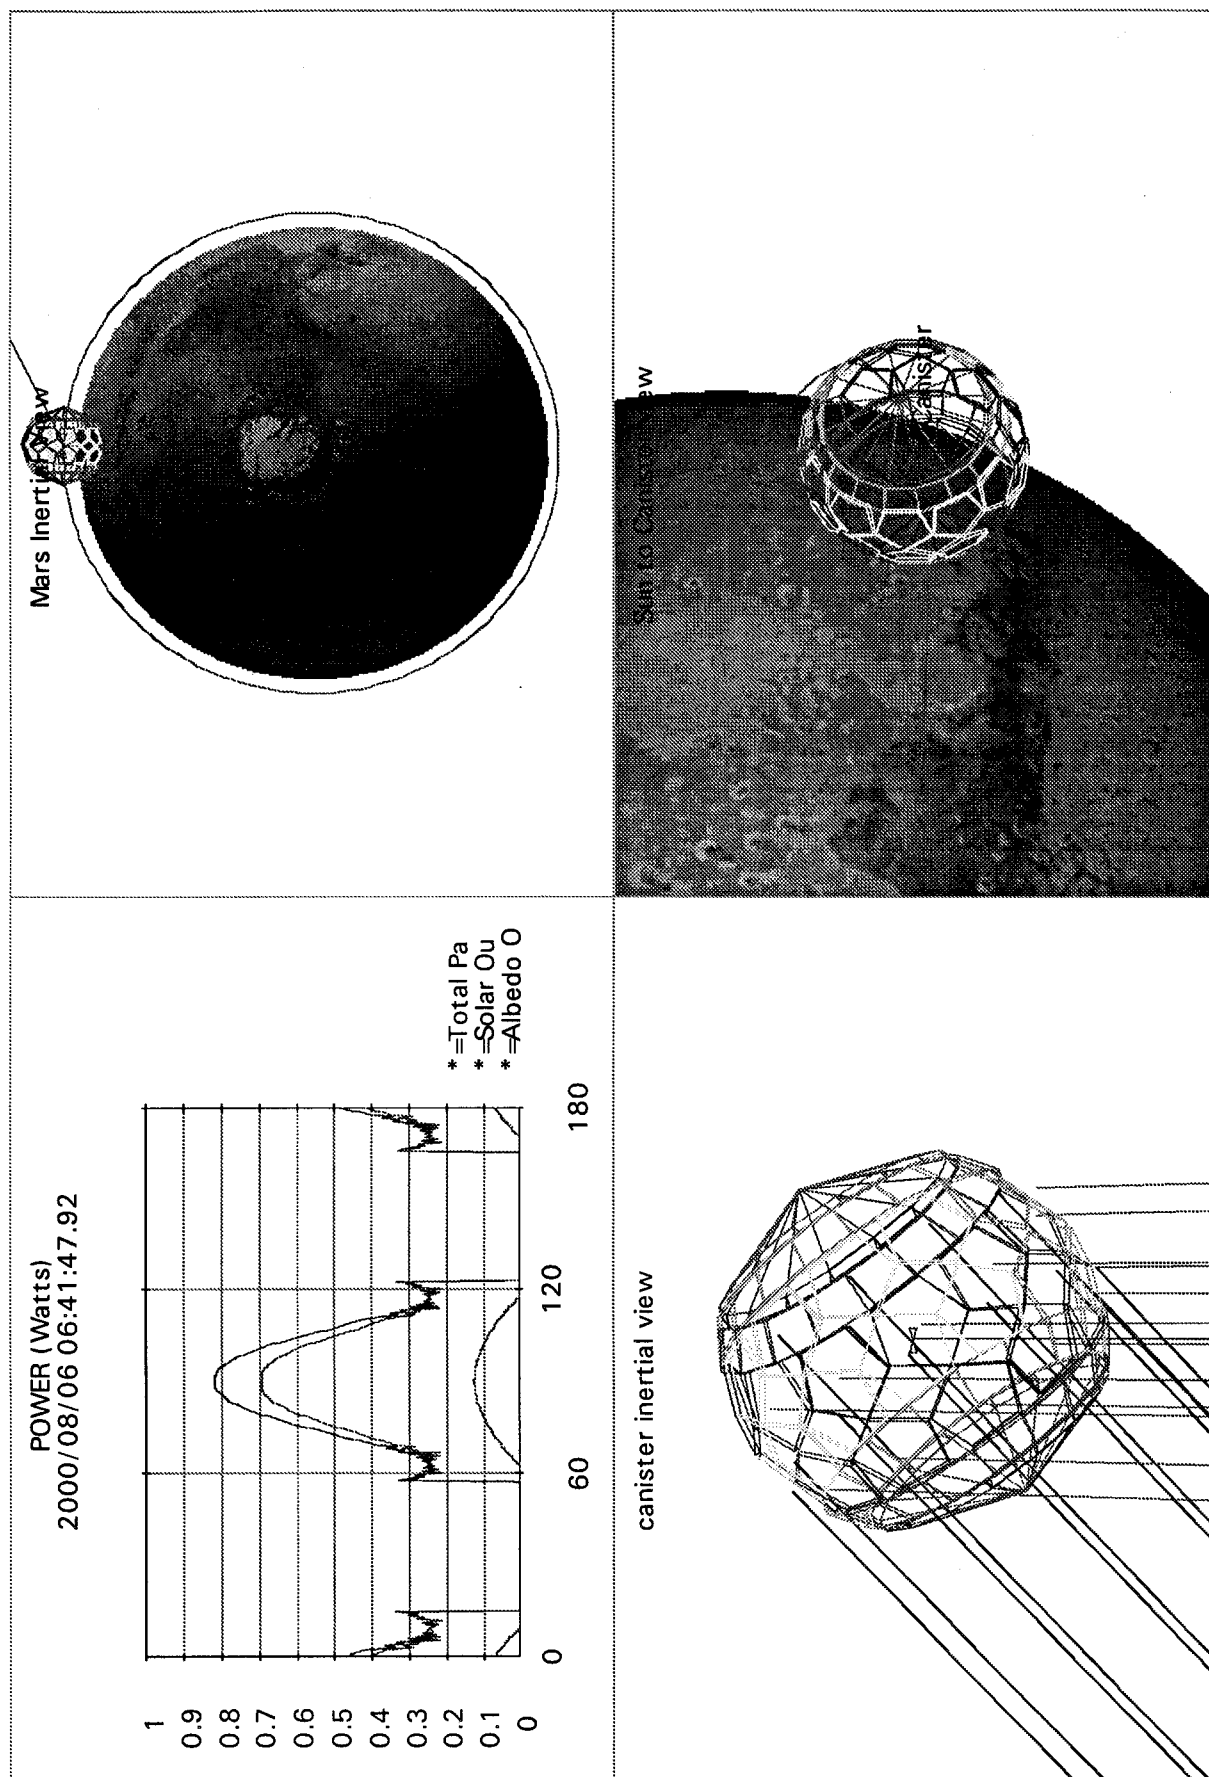 POWER (Watts)
2000/08/06 06:41:47.92
1
0.9
0.8
0.7
0.6
0.5
0.4
0.3
0.2
0.1
0
0
60
120
180
*=Total Pa
*=Solar Ou
*=Albedo O
Mars Inertial View
canister inertial view
Sun to Canister View
Canister